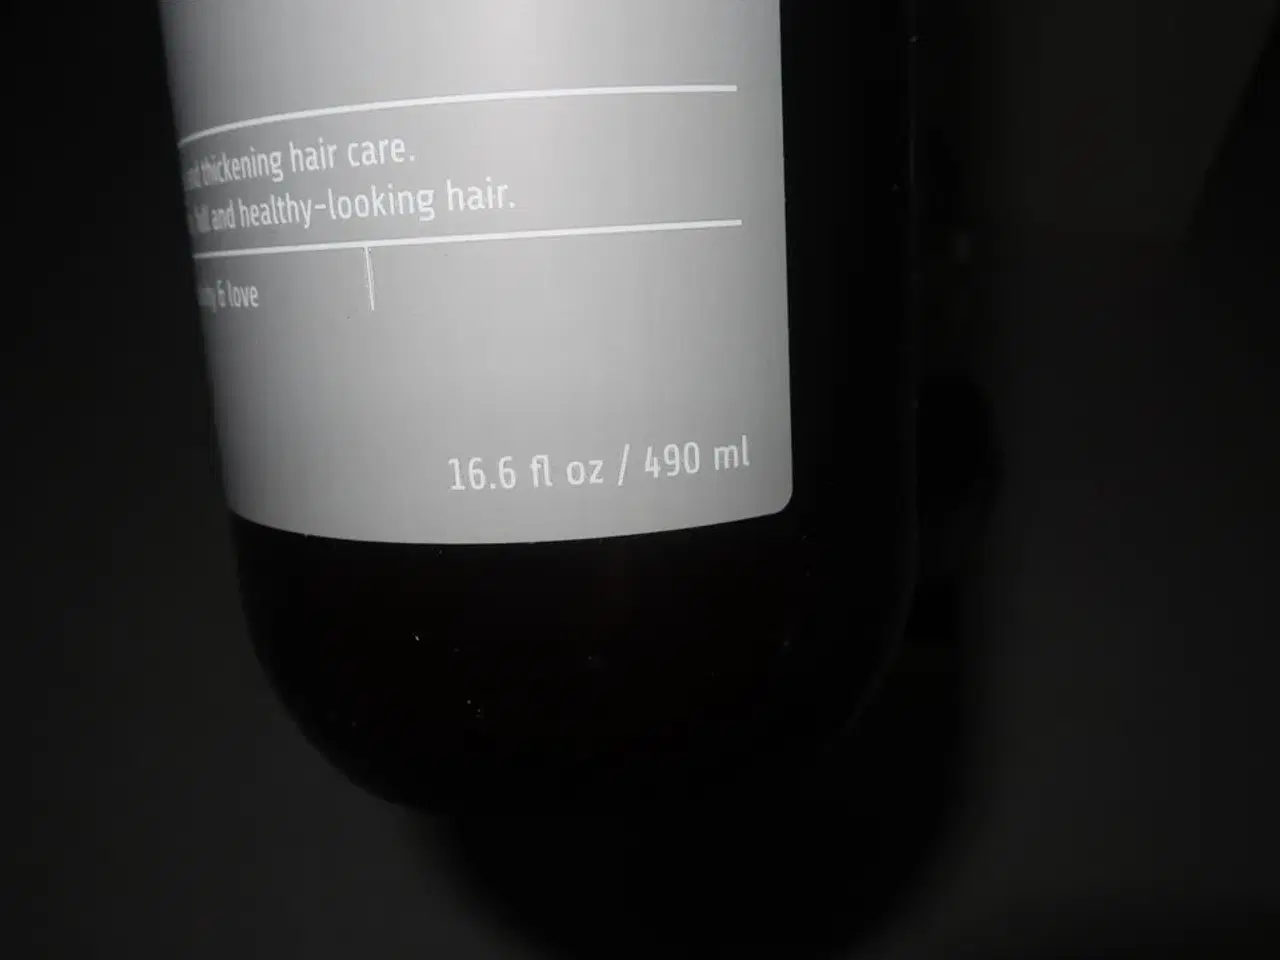 thickening hair care.
and healthy-looking hair.
& love
16.6 fl oz / 490 ml